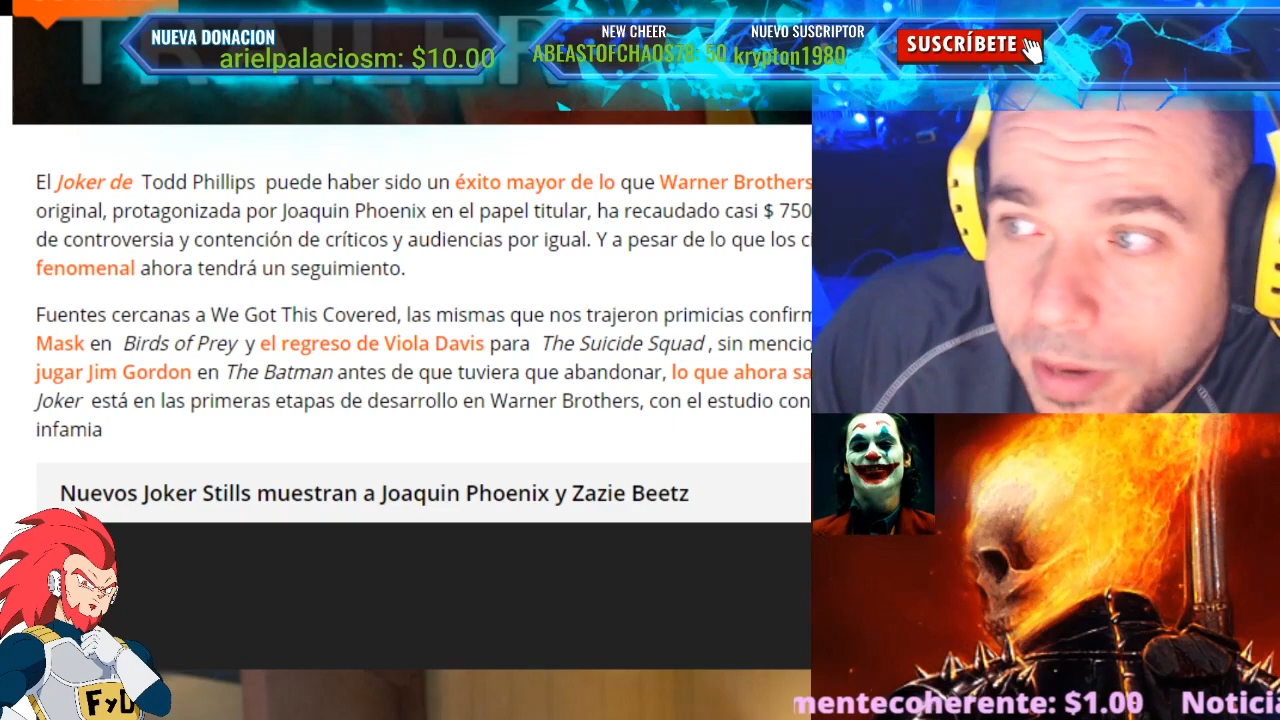 NUEVA DONACION
arielpalaciosm: $10.00
NEW CHEER
ABEASTOFCHAOS78: 50
NUEVO SUSCRIPTOR
krypton1980
SUSCRÍBETE
El Joker de Todd Phillips puede haber sido un éxito mayor de lo que Warner Brothers
original, protagonizada por Joaquin Phoenix en el papel titular, ha recaudado casi $ 750
de controversia y contención de críticos y audiencias por igual. Y a pesar de lo que los
fenomenal ahora tendrá un seguimiento.
Fuentes cercanas a We Got This Covered, las mismas que nos trajeron primicias
Mask en Birds of Prey y el regreso de Viola Davis para The Suicide Squad , sin
jugar Jim Gordon en The Batman antes de que tuviera que abandonar, lo que ahora
Joker está en las primeras etapas de desarrollo en Warner Brothers, con el estudio
infamia
Nuevos Joker Stills muestran a Joaquin Phoenix y Zazie Beetz
FyD
mentecoherente: $1.00